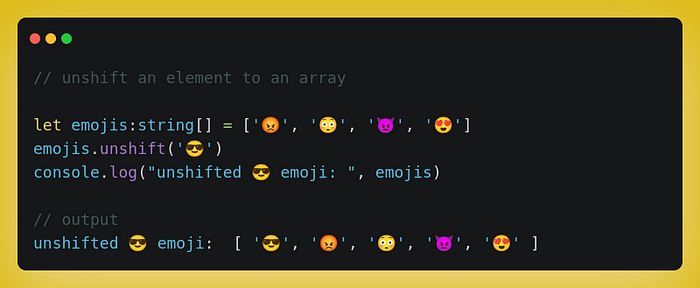 // unshift an element to an array
let emojis:string[] = ['😡', '😳', '😈', '😍']
emojis.unshift('😎')
console.log("unshifted 😎 emoji: ", emojis)
// output
unshifted 😎 emoji:  [ '😎', '😡', '😳', '😈', '😍' ]